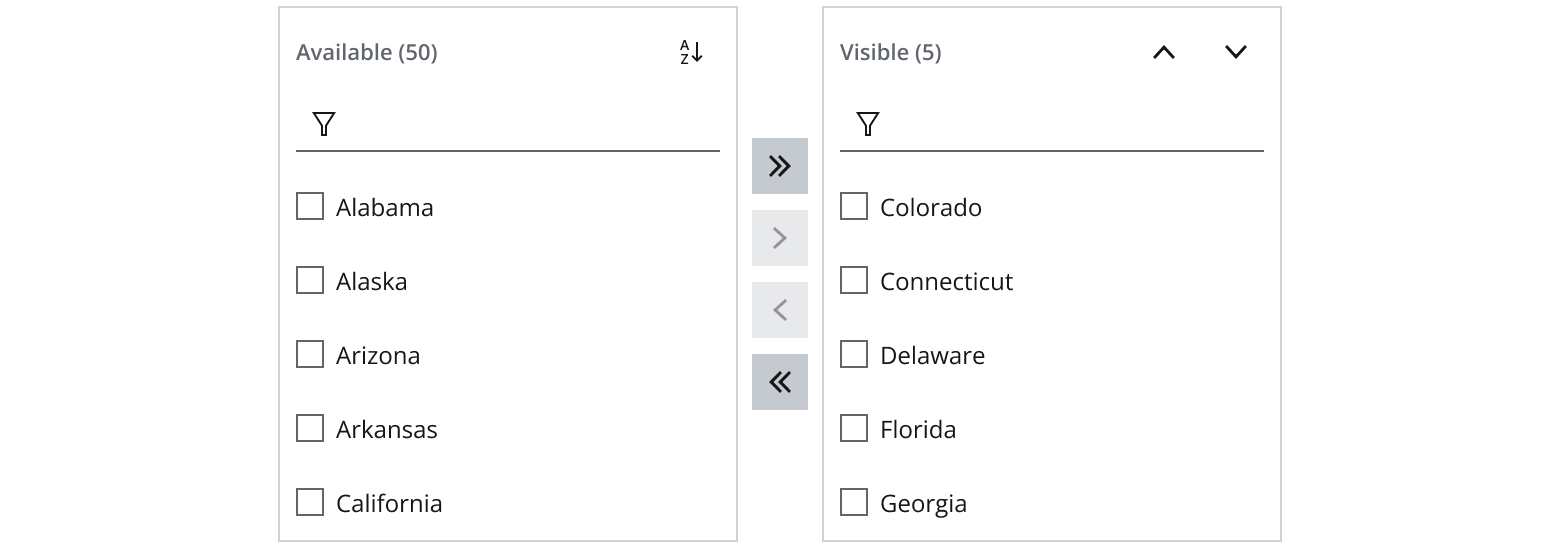 Available (50)
A
Z
Alabama
Alaska
Arizona
Arkansas
California
Visible (5)
Colorado
Connecticut
Delaware
Florida
Georgia